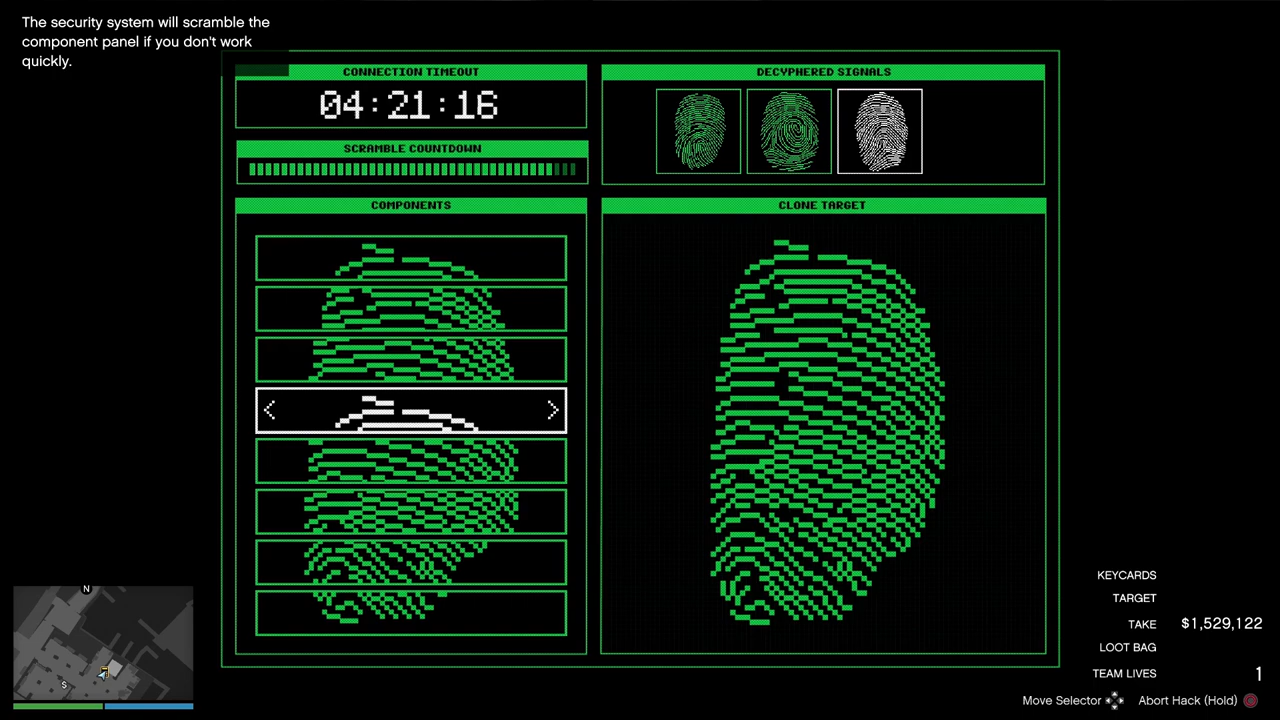 The security system will scramble the
component panel if you don't work
quickly.
CONNECTION TIMEOUT
04:21:16
SCRAMBLE COUNTDOWN
DECYPHERED SIGNALS
COMPONENTS
CLONE TARGET
N
S
KEYCARDS
TARGET
TAKE $1,529,122
LOOT BAG
TEAM LIVES 1
Move Selector Abort Hack (Hold)